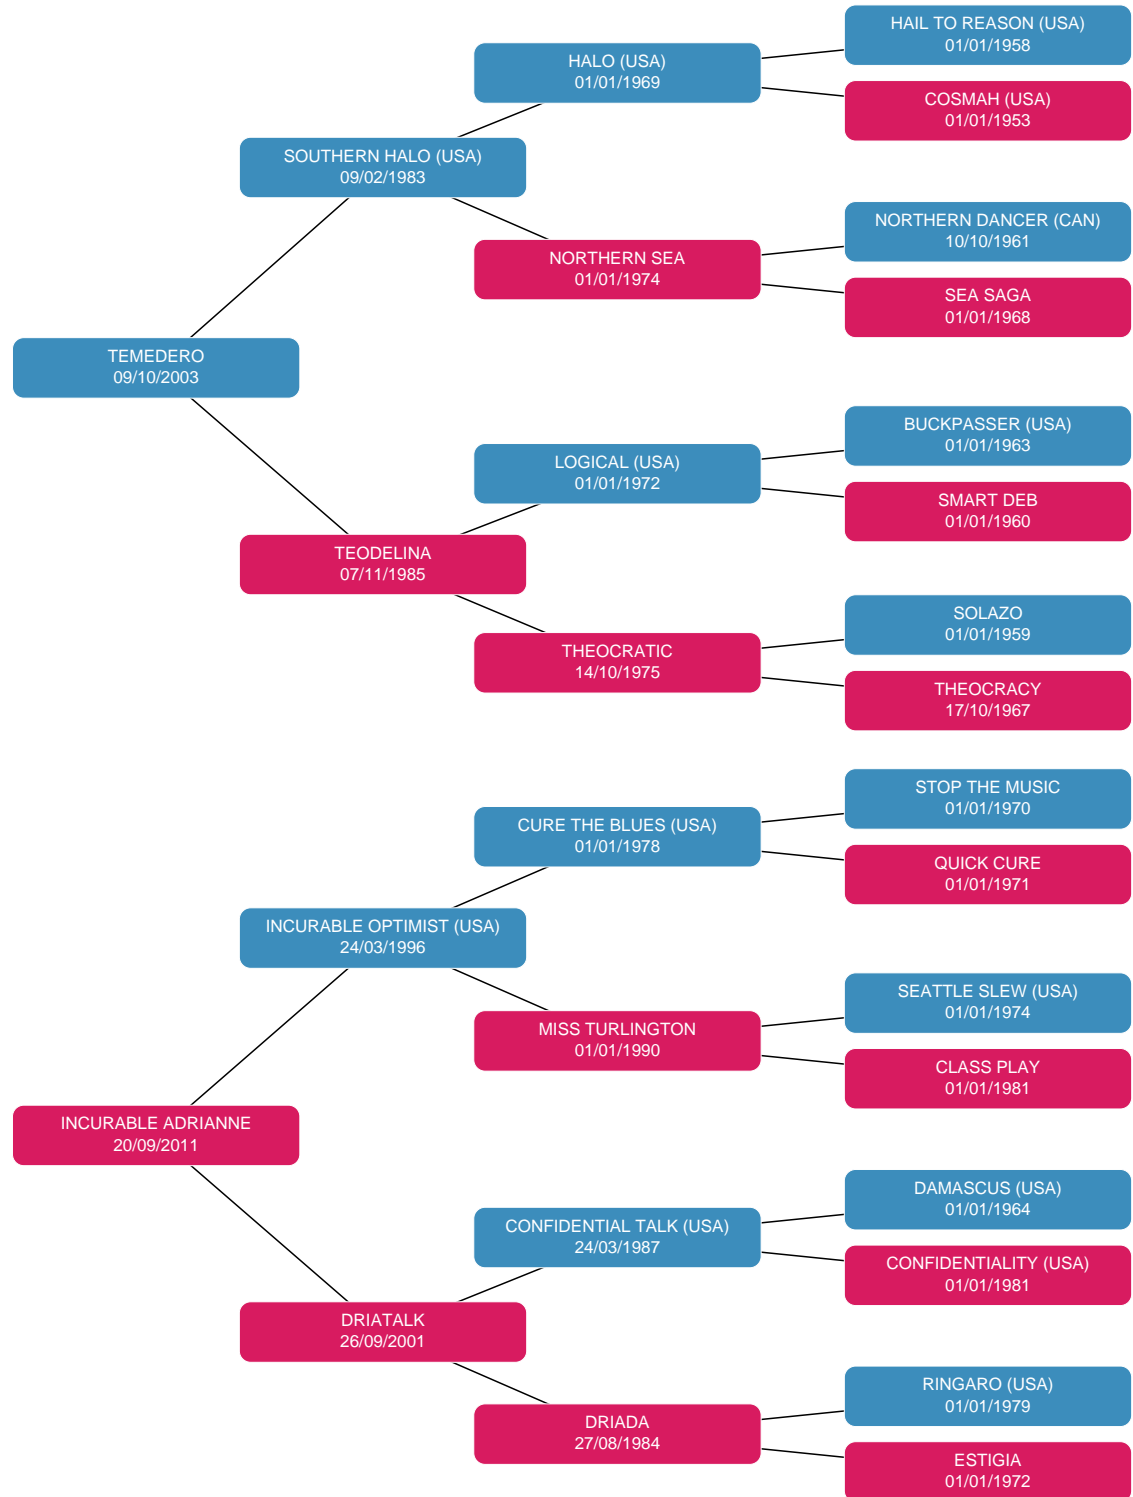 HAIL TO REASON (USA)
01/01/1958
HALO (USA)
01/01/1969
COSMAH (USA)
01/01/1953
SOUTHERN HALO (USA)
09/02/1983
NORTHERN DANCER (CAN)
10/10/1961
NORTHERN SEA
01/01/1974
SEA SAGA
01/01/1968
TEMEDERO
09/10/2003
BUCKPASSER (USA)
01/01/1963
LOGICAL (USA)
01/01/1972
SMART DEB
01/01/1960
TEODELINA
07/11/1985
SOLAZO
01/01/1959
THEOCRATIC
14/10/1975
THEOCRACY
17/10/1967
STOP THE MUSIC
01/01/1970
CURE THE BLUES (USA)
01/01/1978
QUICK CURE
01/01/1971
INCURABLE OPTIMIST (USA)
24/03/1996
SEATTLE SLEW (USA)
01/01/1974
MISS TURLINGTON
01/01/1990
CLASS PLAY
01/01/1981
INCURABLE ADRIANNE
20/09/2011
DAMASCUS (USA)
01/01/1964
CONFIDENTIAL TALK (USA)
24/03/1987
CONFIDENTIALITY (USA)
01/01/1981
DRIATALK
26/09/2001
RINGARO (USA)
01/01/1979
DRIADA
27/08/1984
ESTIGIA
01/01/1972